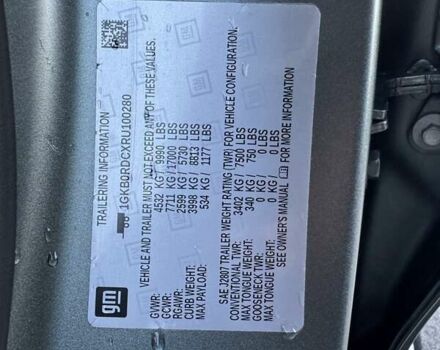 gm
TRAILERING INFORMATION
1GKB0RDCXRU100280
VEHICLE AND TRAILER MUST NOT EXCEED ANY OF THESE VALUES:
GVWR: 4532 KG / 9990 LBS
GCWR: 7711 KG / 17000 LBS
RGAWR: 2599 KG / 5730 LBS
CURB WEIGHT: 3998 KG / 8813 LBS
MAX PAYLOAD: 534 KG / 1177 LBS
SAE J2807 TRAILER WEIGHT RATING (TWR) FOR VEHICLE CONFIGURATION:
CONVENTIONAL TWR: 3402 KG / 7500 LBS
MAX TONGUE WEIGHT: 340 KG / 750 LBS
GOOSENECK TWR: 0 KG / 0 LBS
MAX TONGUE WEIGHT: 0 KG / 0 LBS
SEE OWNER'S MANUAL FOR MORE INFORMATION